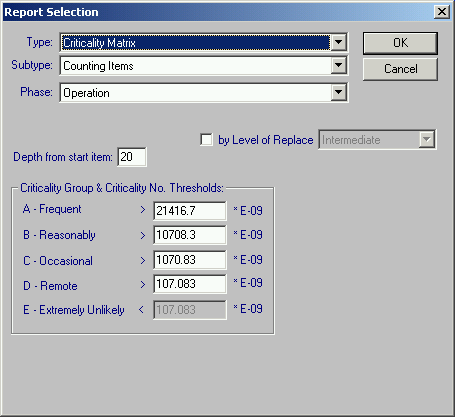 Report Selection
Type: Criticality Matrix OK
Subtype: Counting Items Cancel
Phase: Operation
by Level of Replace Intermediate
Depth from start item: 20
Criticality Group & Criticality No. Thresholds:
A - Frequent > 21416.7 * E-09
B - Reasonably > 10708.3 * E-09
C - Occasional > 1070.83 * E-09
D - Remote > 107.083 * E-09
E - Extremely Unlikely < 107.083 * E-09